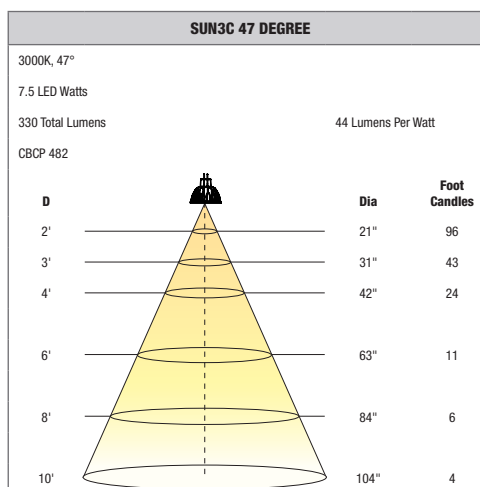 SUN3C 47 DEGREE
3000K, 47°
7.5 LED Watts
330 Total Lumens 44 Lumens Per Watt
CBCP 482
D Dia Foot Candles
2' 21" 96
3' 31" 43
4' 42" 24
6' 63" 11
8' 84" 6
10' 104" 4